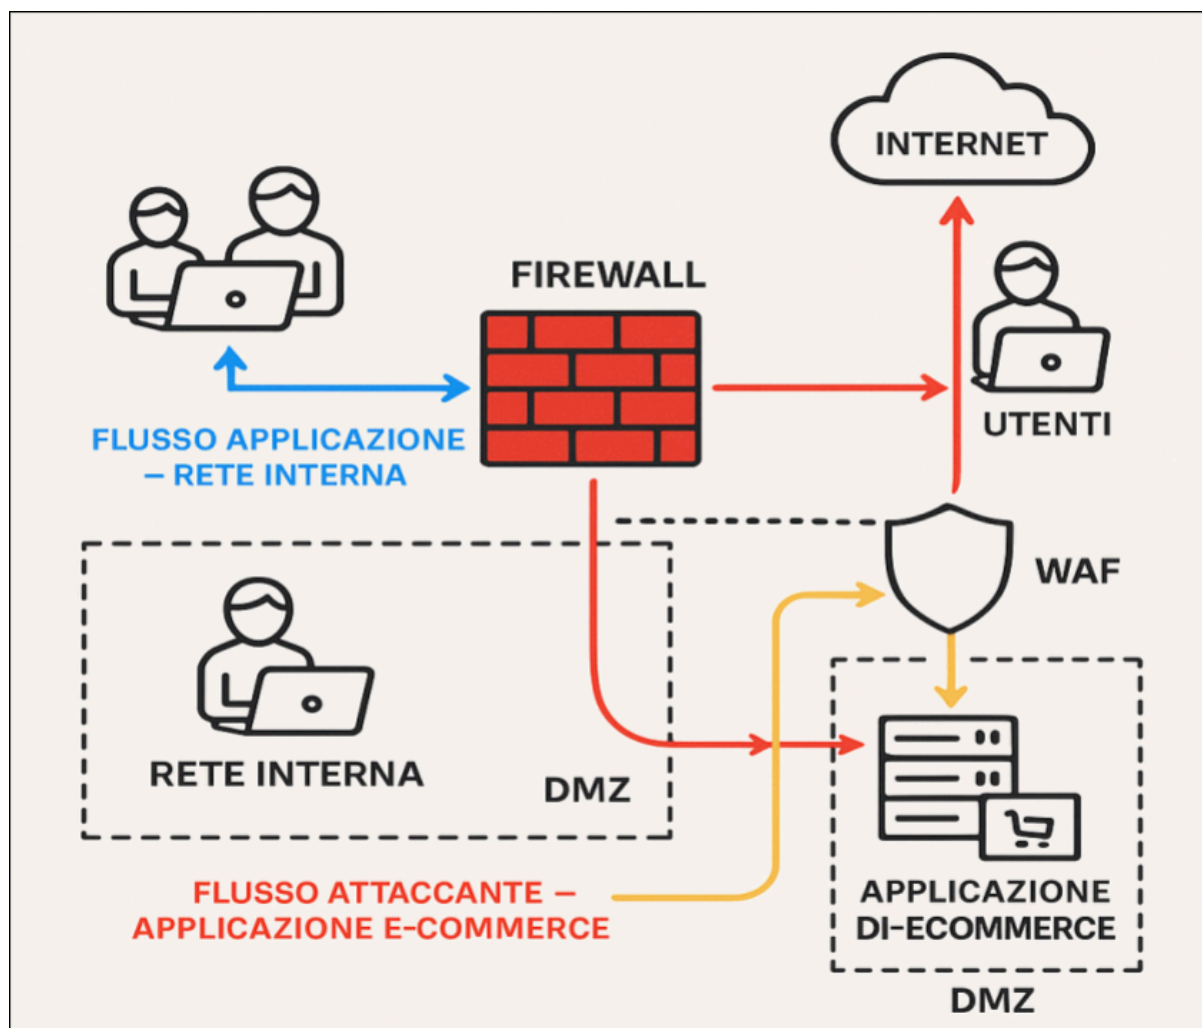 INTERNET
FIREWALL
UTENTI
FLUSSO APPLICAZIONE
– RETE INTERNA
WAF
RETE INTERNA
DMZ
FLUSSO ATTACCANTE –
APPLICAZIONE E-COMMERCE
APPLICAZIONE
DI-ECOMMERCE
DMZ